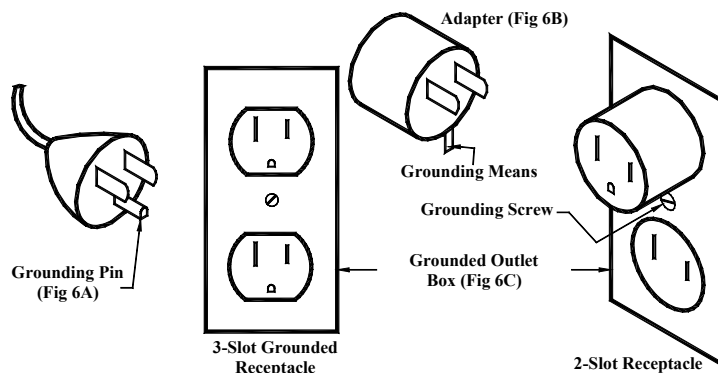 Adapter (Fig 6B)
Grounding Means
Grounding Screw
Grounding Pin
(Fig 6A)
Grounded Outlet
Box (Fig 6C)
3-Slot Grounded
Receptacle
2-Slot Receptacle